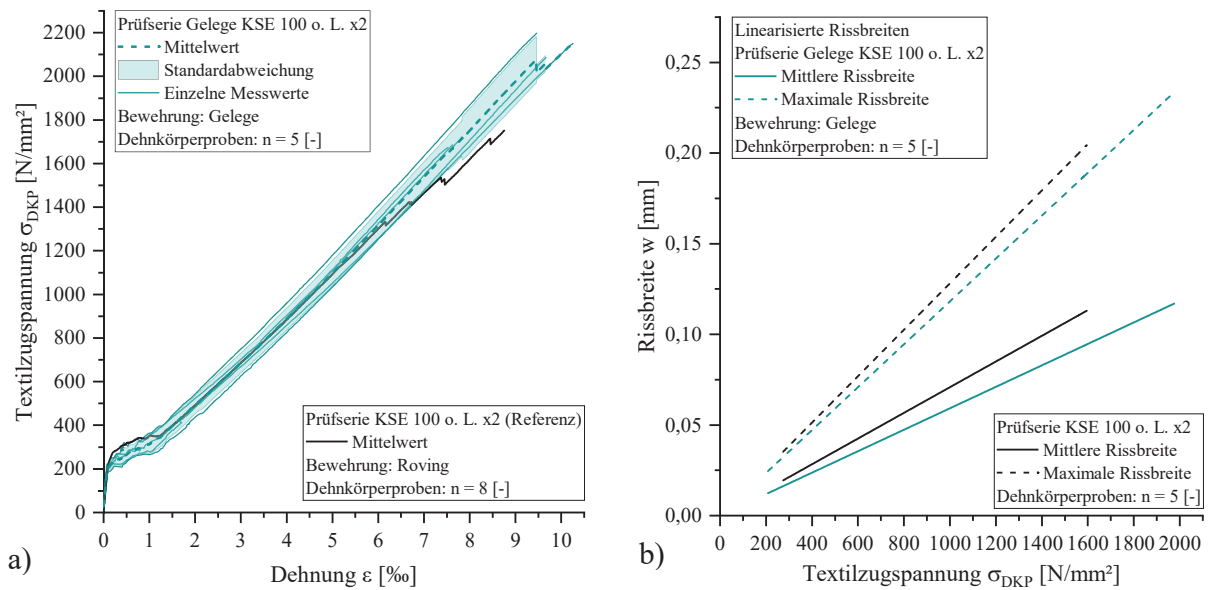 Prüfserie Gelege KSE 100 o. L. x2
Mittelwert
Standardabweichung
Einzelne Messwerte
Bewehrung: Gelege
Dehnkörperproben: n = 5 [-]
Prüfserie KSE 100 o. L. x2 (Referenz)
Mittelwert
Bewehrung: Roving
Dehnkörperproben: n = 8 [-]
Textilzugspannung σDKP [N/mm²]
2200
2000
1800
1600
1400
1200
1000
800
600
400
200
0
0 1 2 3 4 5 6 7 8 9 10
Dehnung ε [‰]
a)
Linearisierte Rissbreiten
Prüfserie Gelege KSE 100 o. L. x2
Mittlere Rissbreite
Maximale Rissbreite
Bewehrung: Gelege
Dehnkörperproben: n = 5 [-]
Prüfserie KSE 100 o. L. x2
Mittlere Rissbreite
Maximale Rissbreite
Dehnkörperproben: n = 5 [-]
Rissbreite w [mm]
0,25
0,20
0,15
0,10
0,05
0,00
0 200 400 600 800 1000 1200 1400 1600 1800 2000
Textilzugspannung σDKP [N/mm²]
b)